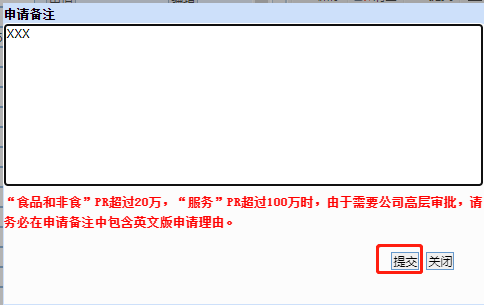 申请备注
XXX
“食品和非食”PR超过20万，“服务”PR超过100万时，由于需要公司高层审批，请
务必在申请备注中包含英文版申请理由。
提交 关闭